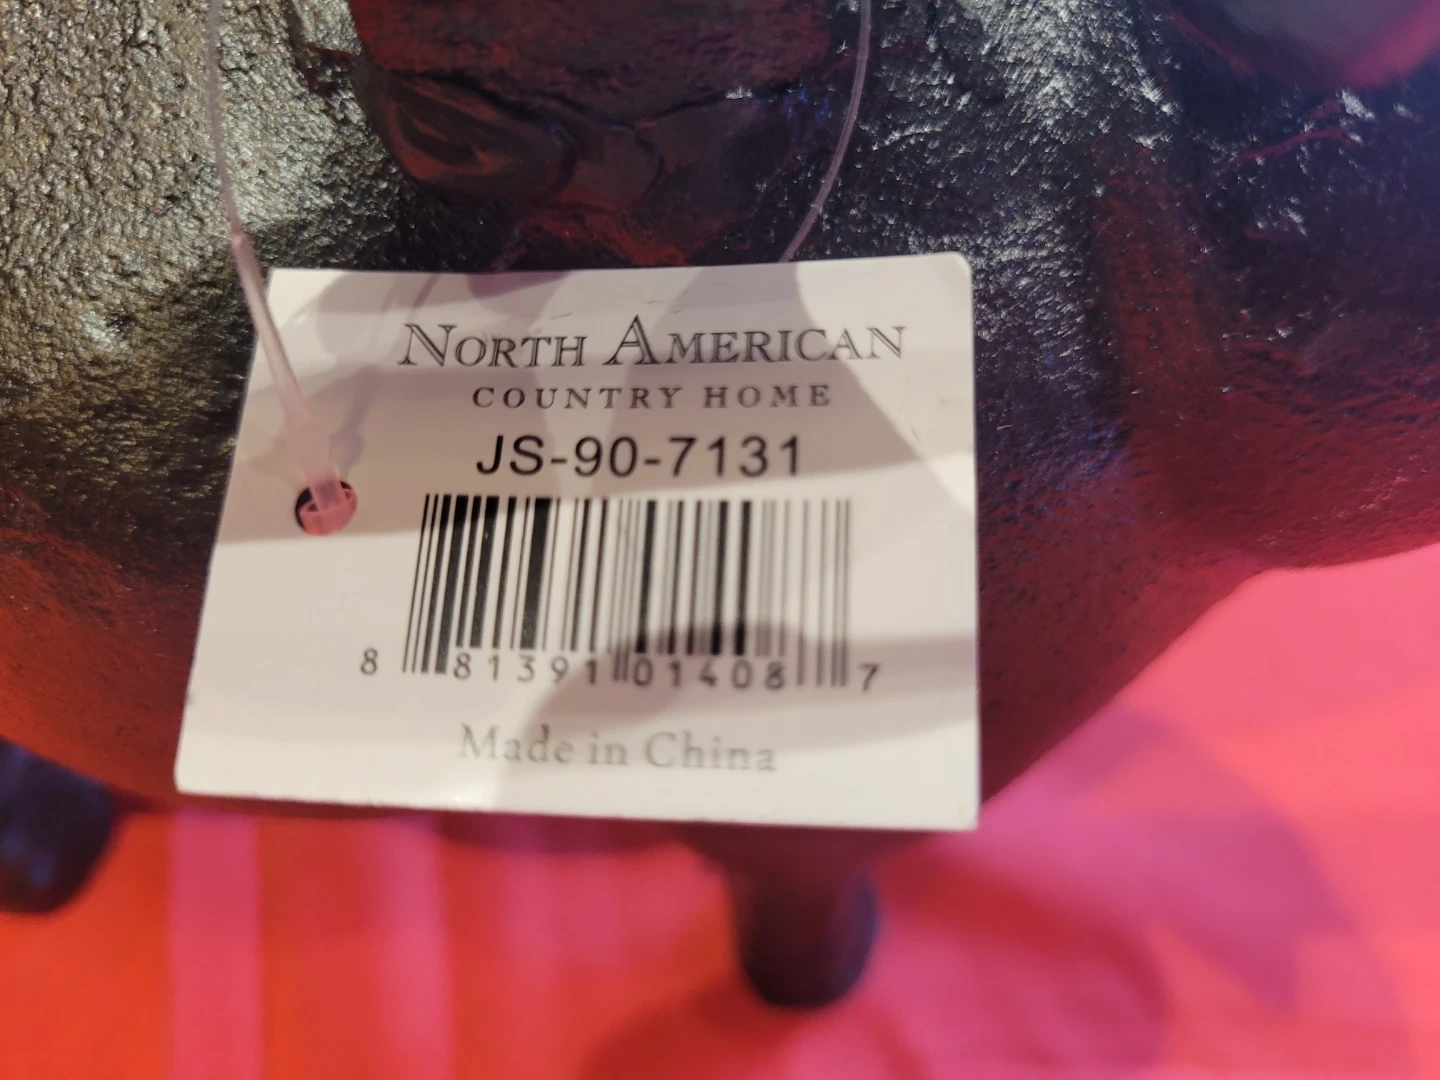 North American
COUNTRY HOME
JS-90-7131
8 81391 01408 7
Made in China